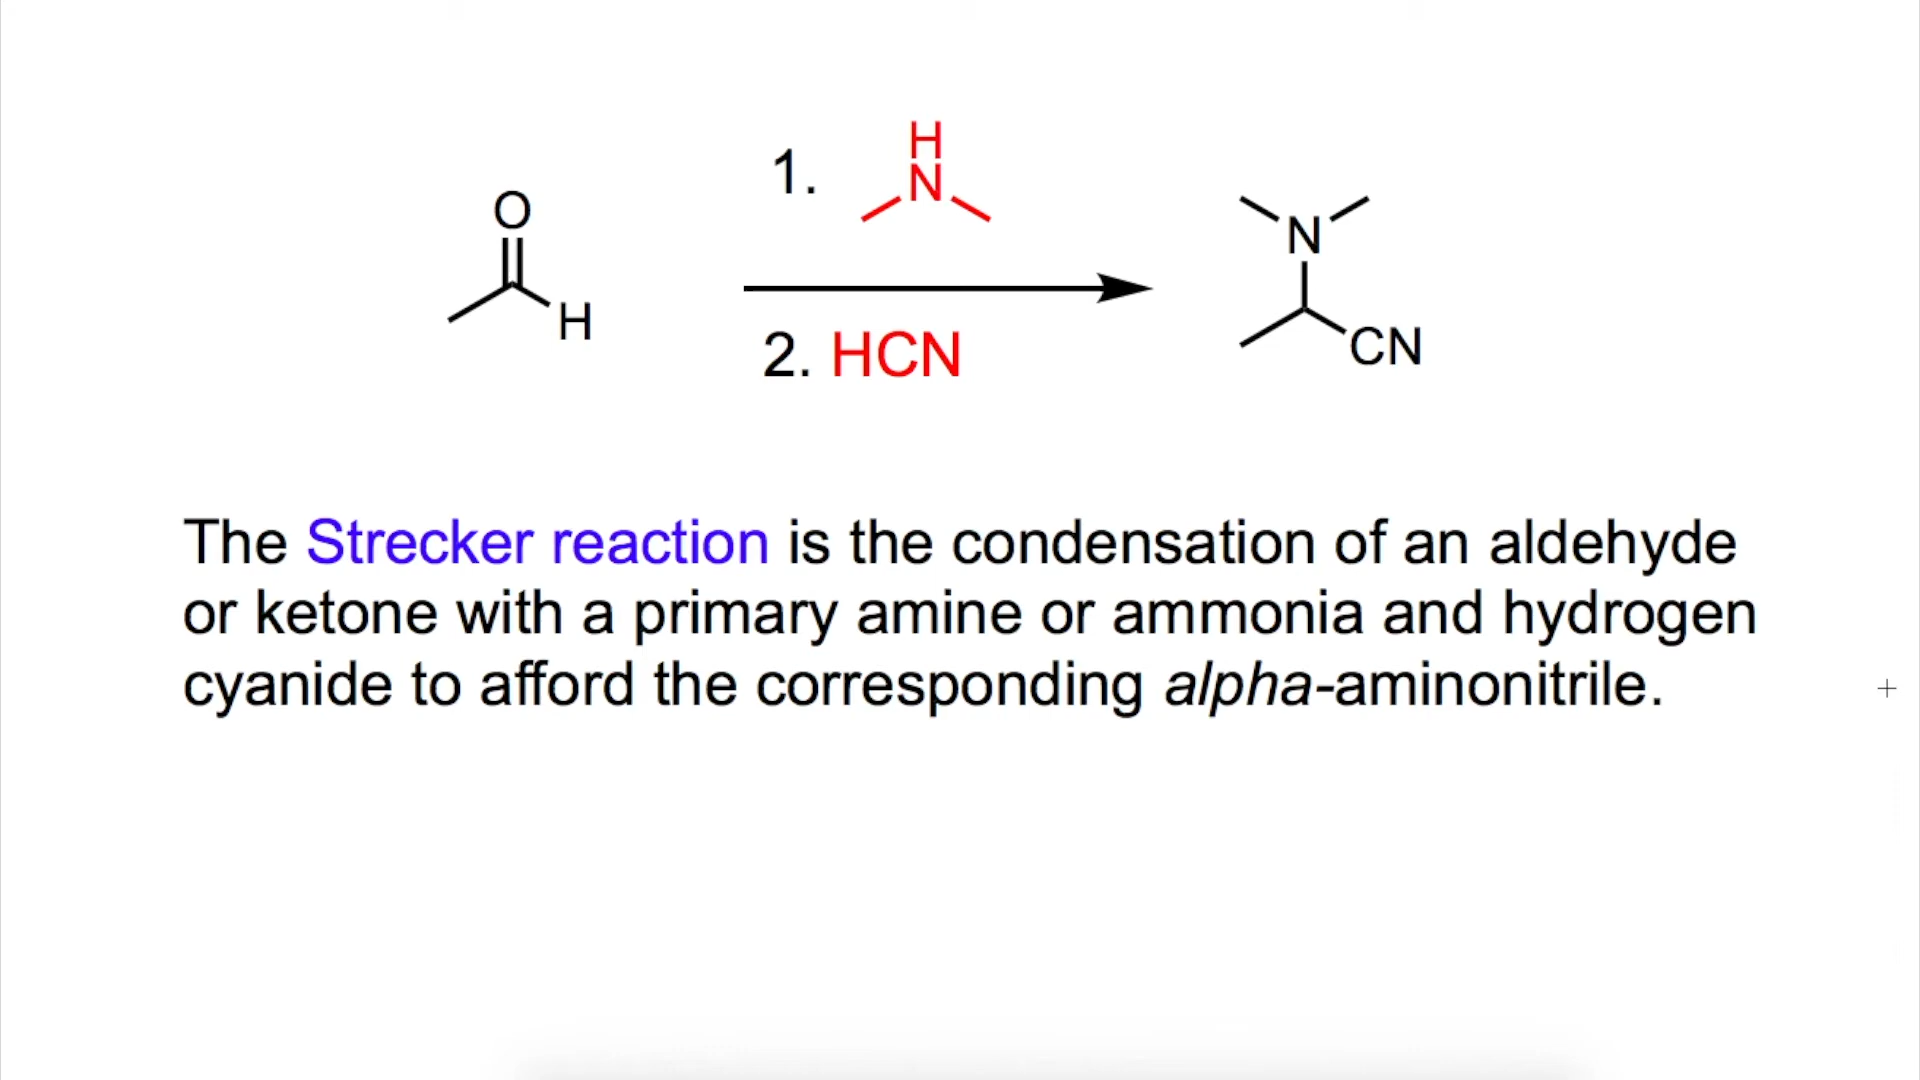 1.
H
N
O
H
2. HCN
N
CN
The Strecker reaction is the condensation of an aldehyde
or ketone with a primary amine or ammonia and hydrogen
cyanide to afford the corresponding alpha-aminonitrile.